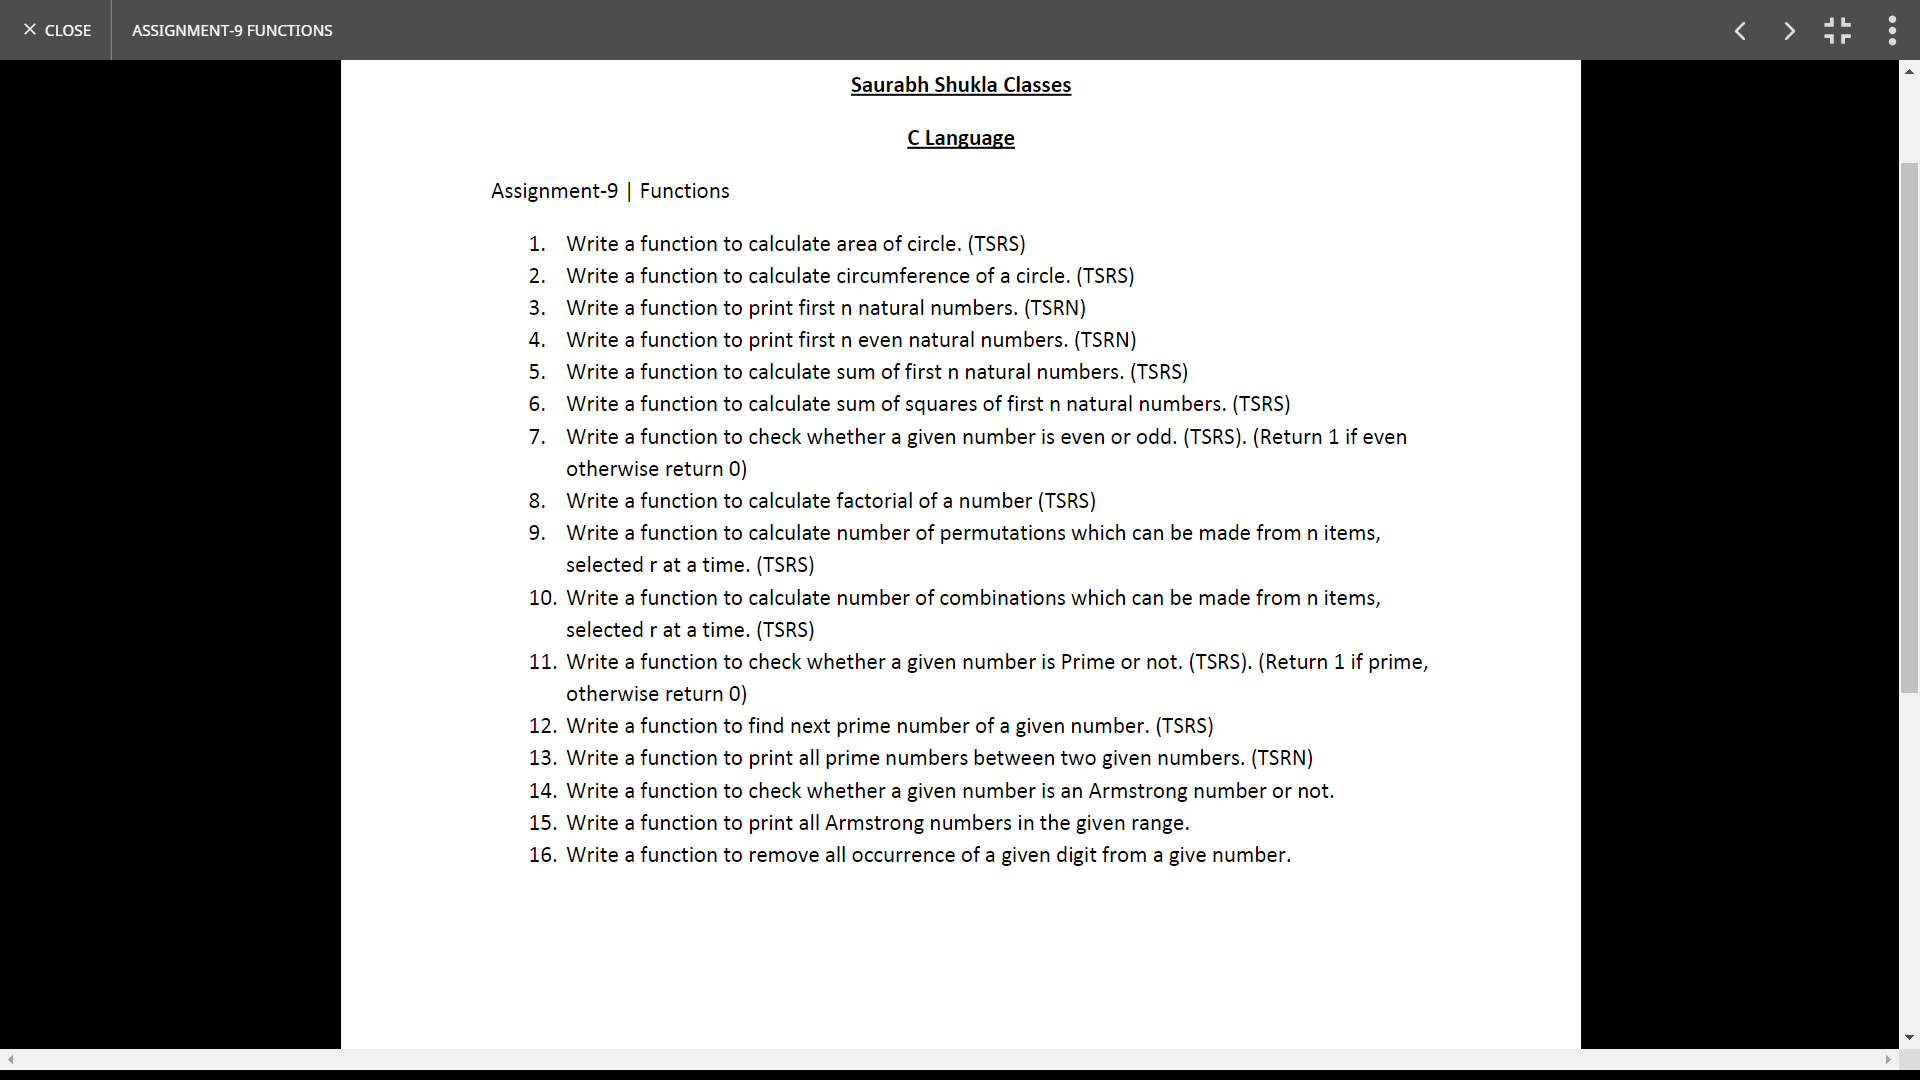 CLOSE
ASSIGNMENT-9 FUNCTIONS
Saurabh Shukla Classes
C Language
Assignment-9 | Functions
1. Write a function to calculate area of circle. (TSRS)
2. Write a function to calculate circumference of a circle. (TSRS)
3. Write a function to print first n natural numbers. (TSRN)
4. Write a function to print first n even natural numbers. (TSRN)
5. Write a function to calculate sum of first n natural numbers. (TSRS)
6. Write a function to calculate sum of squares of first n natural numbers. (TSRS)
7. Write a function to check whether a given number is even or odd. (TSRS). (Return 1 if even
otherwise return 0)
8. Write a function to calculate factorial of a number (TSRS)
9. Write a function to calculate number of permutations which can be made from n items,
selected r at a time. (TSRS)
10. Write a function to calculate number of combinations which can be made from n items,
selected r at a time. (TSRS)
11. Write a function to check whether a given number is Prime or not. (TSRS). (Return 1 if prime,
otherwise return 0)
12. Write a function to find next prime number of a given number. (TSRS)
13. Write a function to print all prime numbers between two given numbers. (TSRN)
14. Write a function to check whether a given number is an Armstrong number or not.
15. Write a function to print all Armstrong numbers in the given range.
16. Write a function to remove all occurrence of a given digit from a give number.